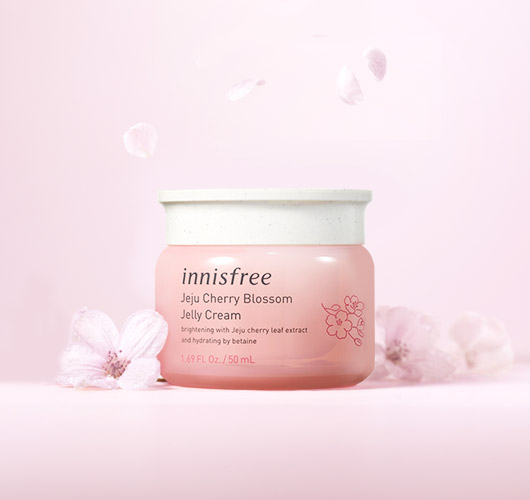 innisfree
Jeju Cherry Blossom
Jelly Cream
brightening with Jeju cherry leaf extract
and hydrating by betaine
1.69 FL Oz. / 50 mL